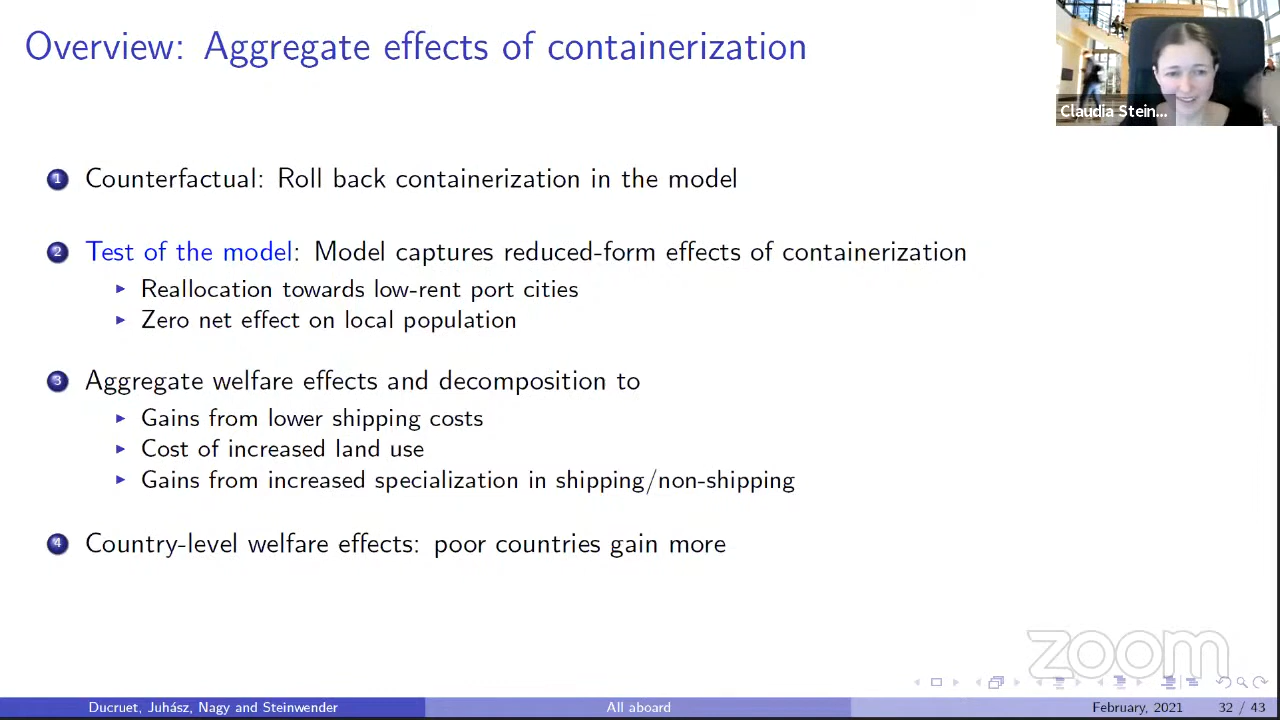 Overview: Aggregate effects of containerization
Claudia Stein...
1 Counterfactual: Roll back containerization in the model
2 Test of the model: Model captures reduced-form effects of containerization
Reallocation towards low-rent port cities
Zero net effect on local population
3 Aggregate welfare effects and decomposition to
Gains from lower shipping costs
Cost of increased land use
Gains from increased specialization in shipping/non-shipping
4 Country-level welfare effects: poor countries gain more
zoom
Ducruet, Juhász, Nagy and Steinwender
All aboard
February, 2021
32 / 43